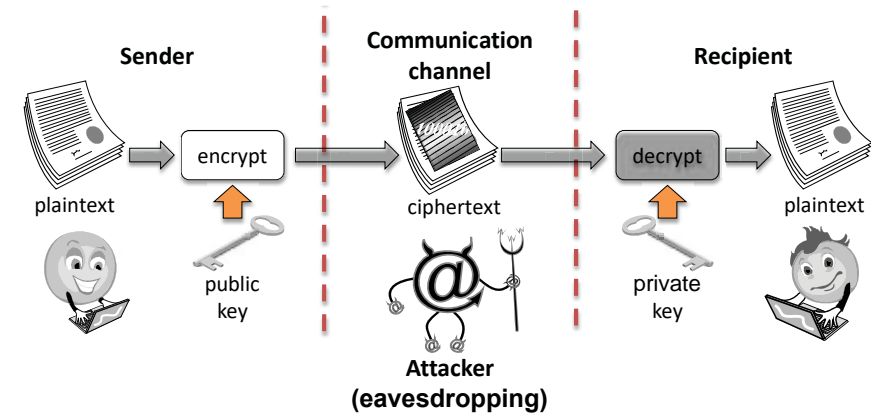 Sender
Communication
channel
Recipient
encrypt
decrypt
plaintext
ciphertext
plaintext
public
key
private
key
@
Attacker
(eavesdropping)